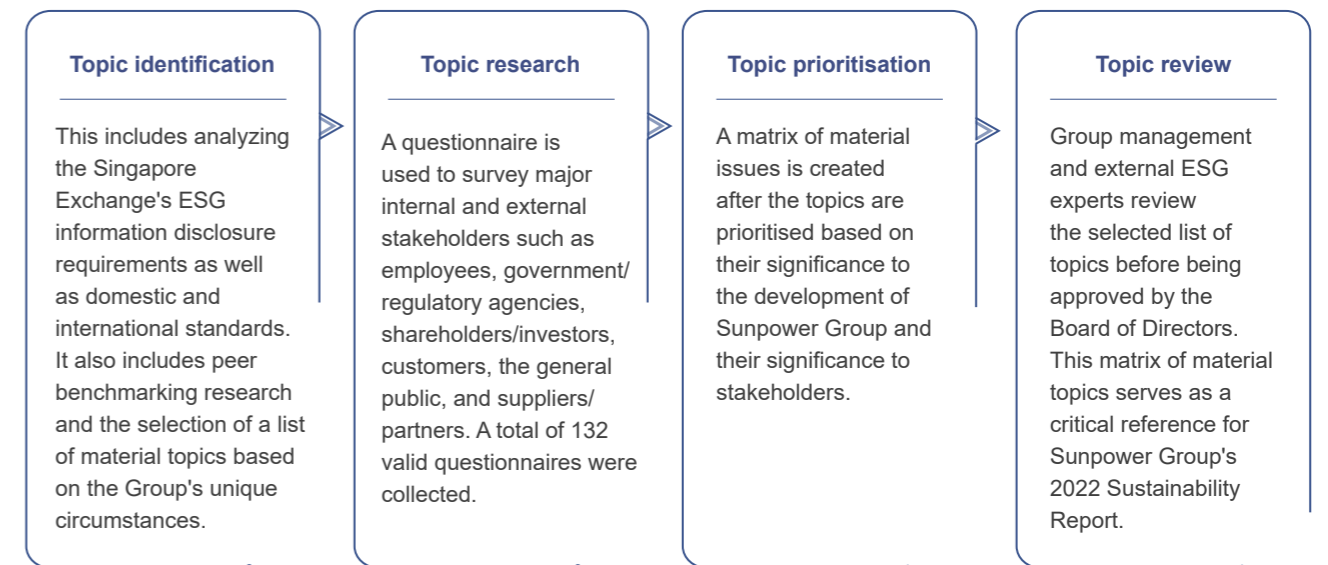 Topic identification
This includes analyzing
the Singapore
Exchange's ESG
information disclosure
requirements as well
as domestic and
international standards.
It also includes peer
benchmarking research
and the selection of a list
of material topics based
on the Group's unique
circumstances.
Topic research
A questionnaire is
used to survey major
internal and external
stakeholders such as
employees, government/
regulatory agencies,
shareholders/investors,
customers, the general
public, and suppliers/
partners. A total of 132
valid questionnaires were
collected.
Topic prioritisation
A matrix of material
issues is created
after the topics are
prioritised based on
their significance to
the development of
Sunpower Group and
their significance to
stakeholders.
Topic review
Group management
and external ESG
experts review
the selected list of
topics before being
approved by the
Board of Directors.
This matrix of material
topics serves as a
critical reference for
Sunpower Group's
2022 Sustainability
Report.